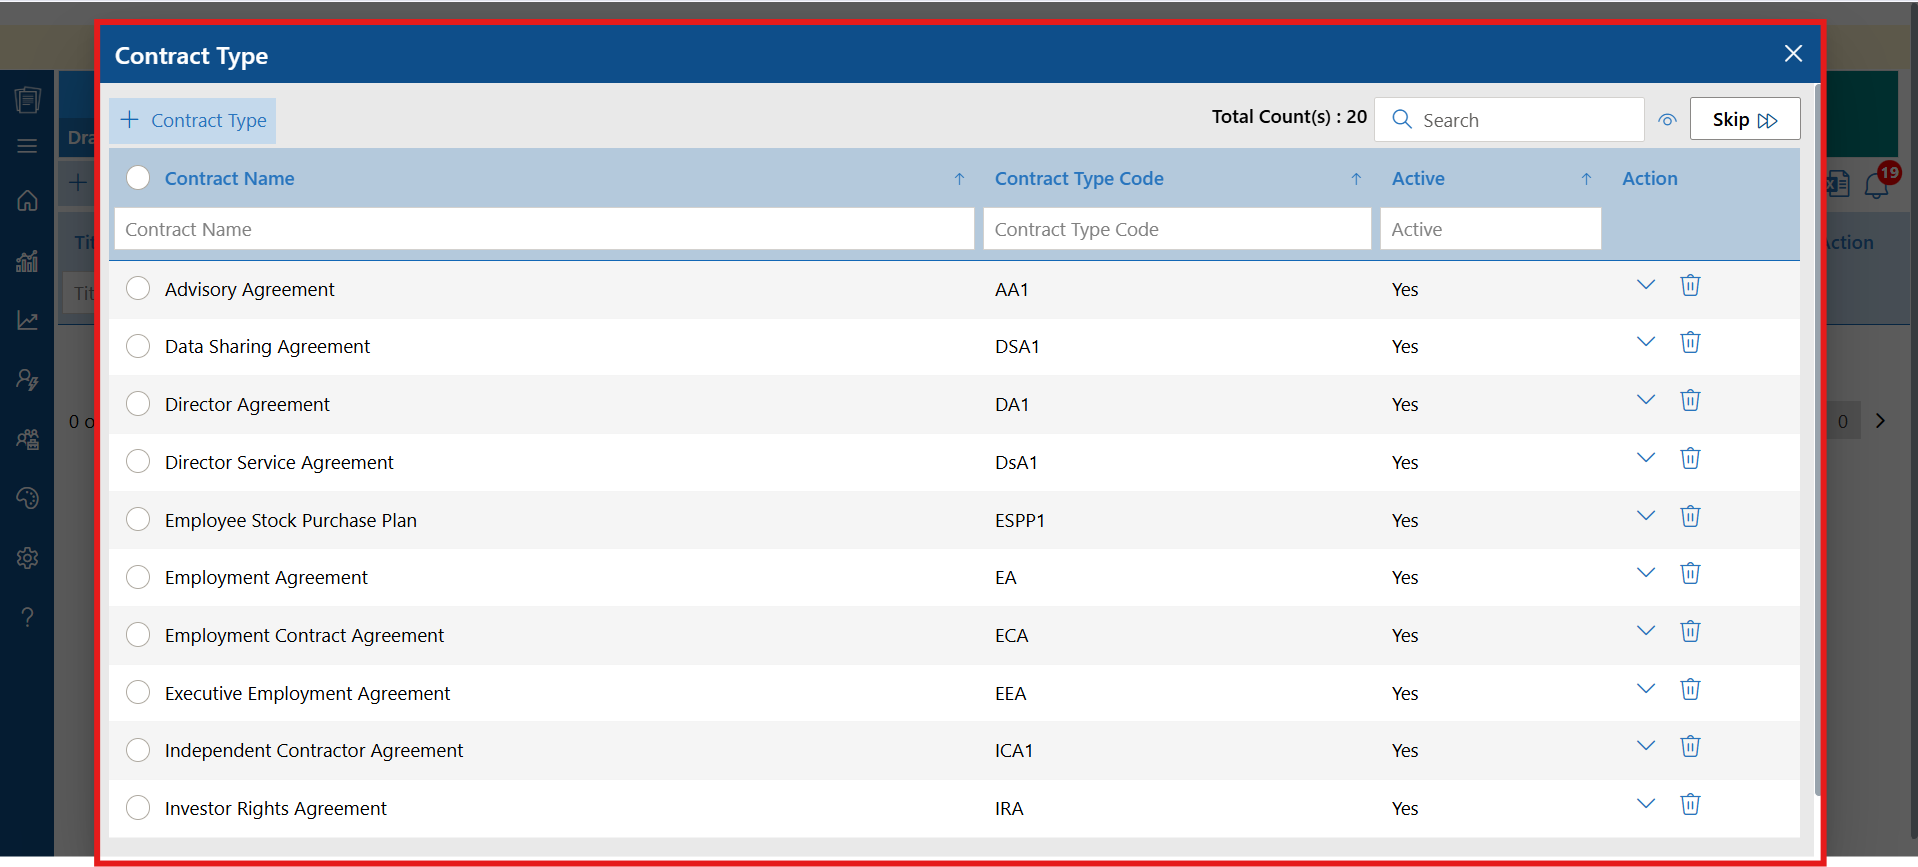 Contract Type
+ Contract Type
Total Count(s) : 20
Search
Skip
Contract Name
Contract Type Code
Active
Action
Contract Name
Contract Type Code
Active
Advisory Agreement AA1 Yes
Data Sharing Agreement DSA1 Yes
Director Agreement DA1 Yes
Director Service Agreement DsA1 Yes
Employee Stock Purchase Plan ESPP1 Yes
Employment Agreement EA Yes
Employment Contract Agreement ECA Yes
Executive Employment Agreement EEA Yes
Independent Contractor Agreement ICA1 Yes
Investor Rights Agreement IRA Yes
Dra
Tit
Tit
0 o
19
Action
0